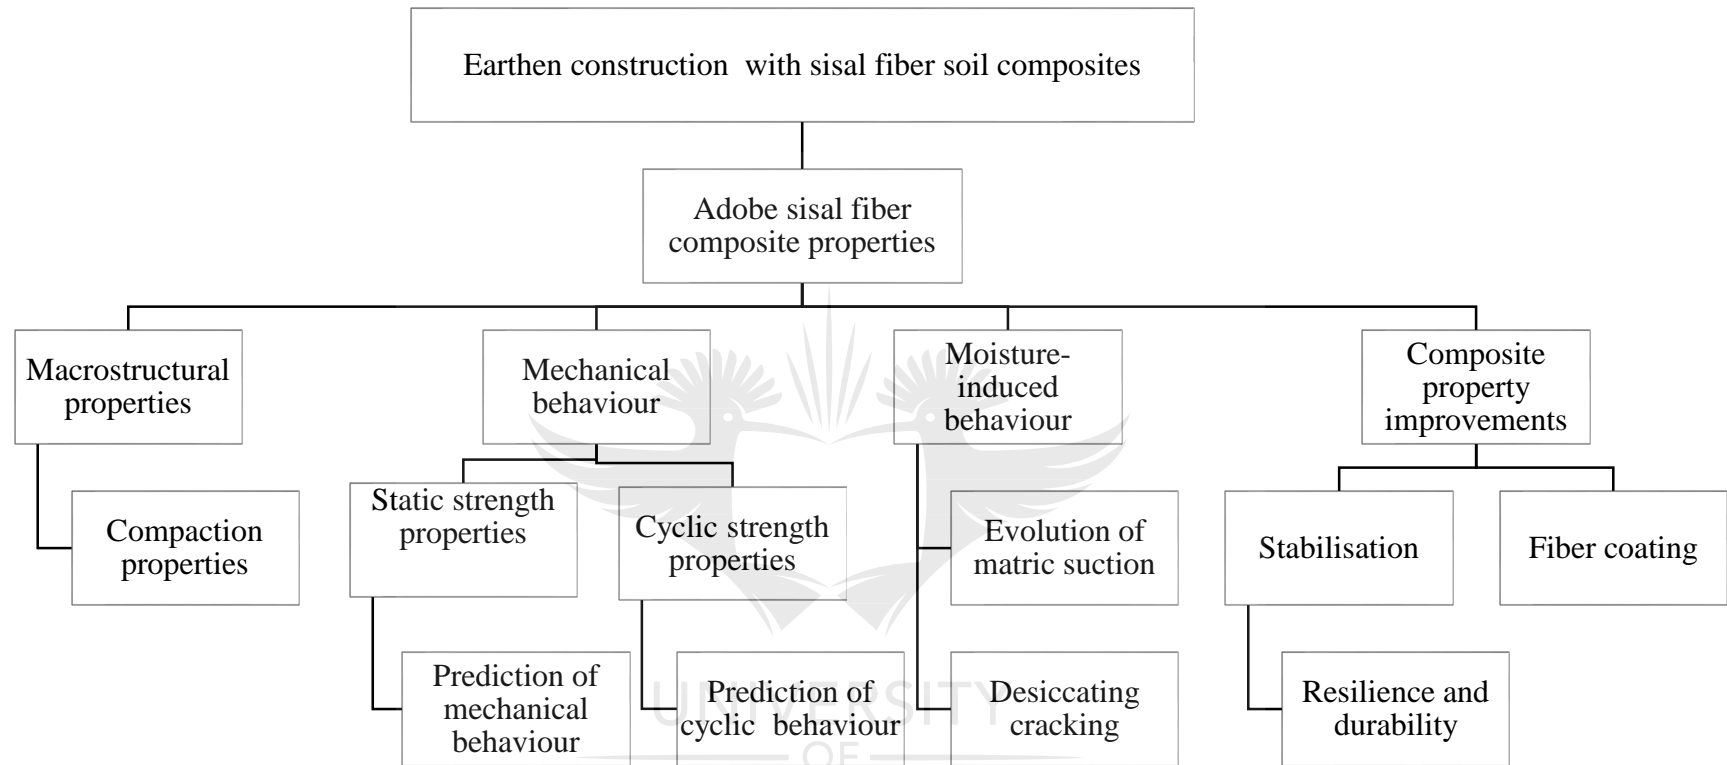 Earthen construction with sisal fiber soil composites
Adobe sisal fiber
composite properties
Macrostructural
properties
Mechanical
behaviour
Moisture-
induced
behaviour
Composite
property
improvements
Compaction
properties
Static strength
properties
Cyclic strength
properties
Evolution of
matric suction
Stabilisation
Fiber coating
Prediction of
mechanical
behaviour
Prediction of
cyclic behaviour
Desiccating
cracking
Resilience and
durability
UNIVERSITY
OF